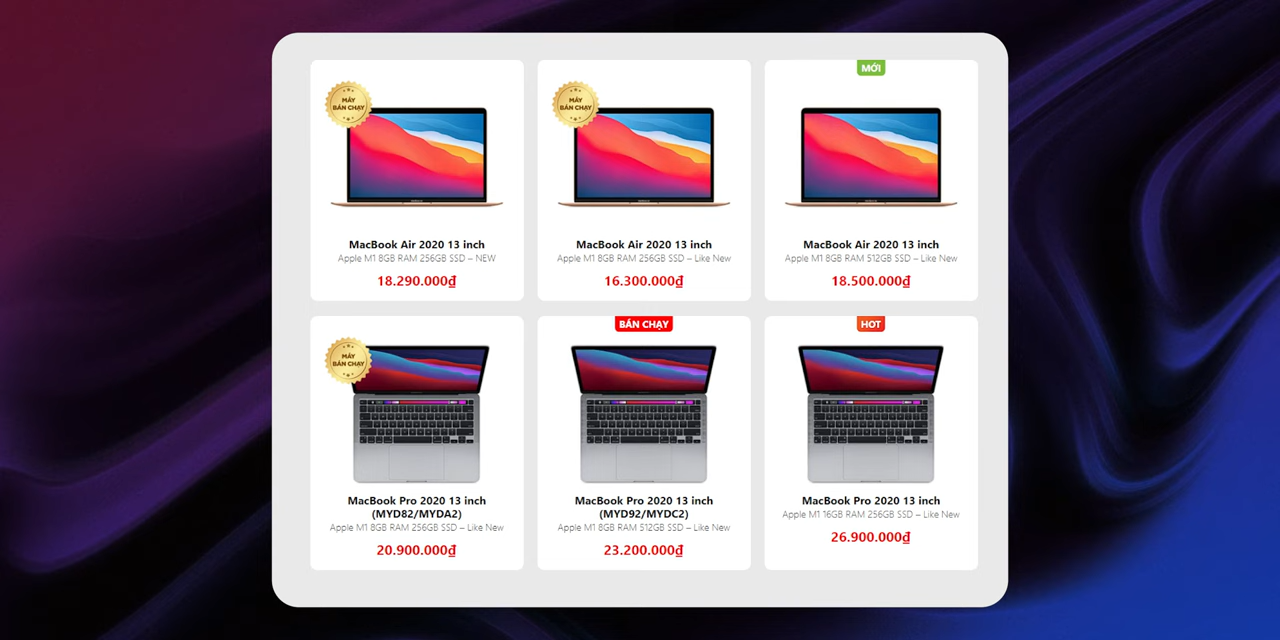 MÁY
BÁN CHẠY
MacBook Air 2020 13 inch
Apple M1 8GB RAM 256GB SSD – NEW
18.290.000₫
MÁY
BÁN CHẠY
MacBook Air 2020 13 inch
Apple M1 8GB RAM 256GB SSD – Like New
16.300.000₫
MỚI
MacBook Air 2020 13 inch
Apple M1 8GB RAM 512GB SSD – Like New
18.500.000₫
MÁY
BÁN CHẠY
MacBook Pro 2020 13 inch
(MYD82/MYDA2)
Apple M1 8GB RAM 256GB SSD – Like New
20.900.000₫
BÁN CHẠY
MacBook Pro 2020 13 inch
(MYD92/MYDC2)
Apple M1 8GB RAM 512GB SSD – Like New
23.200.000₫
HOT
MacBook Pro 2020 13 inch
Apple M1 16GB RAM 256GB SSD – Like New
26.900.000₫